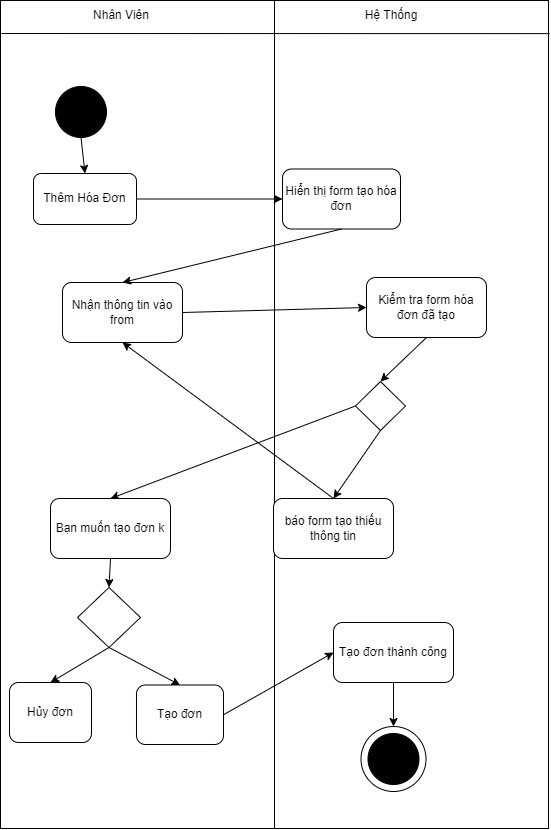 Nhân Viên
Hệ Thống
Thêm Hóa Đơn
Hiển thị form tạo hóa
đơn
Nhận thông tin vào
from
Kiểm tra form hóa
đơn đã tạo
Bạn muốn tạo đơn k
báo form tạo thiếu
thông tin
Tạo đơn thành công
Hủy đơn
Tạo đơn